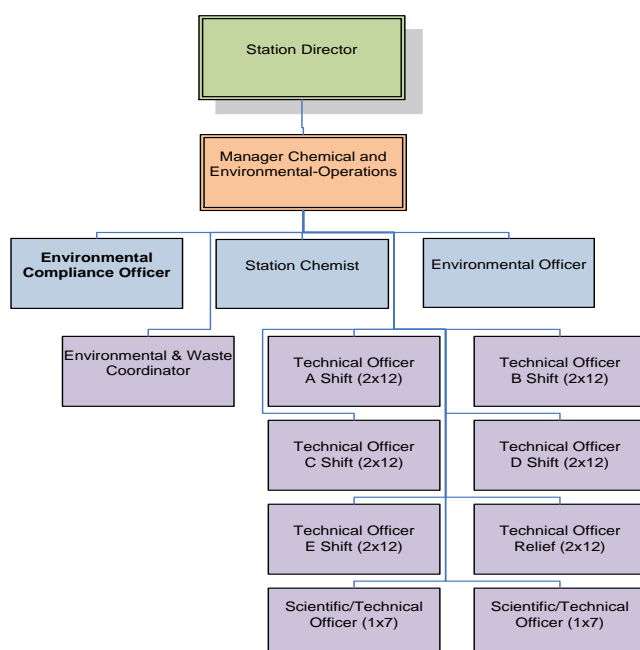 Station Director
Manager Chemical and
Environmental-Operations
Environmental
Compliance Officer
Station Chemist
Environmental Officer
Environmental & Waste
Coordinator
Technical Officer
A Shift (2x12)
Technical Officer
B Shift (2x12)
Technical Officer
C Shift (2x12)
Technical Officer
D Shift (2x12)
Technical Officer
E Shift (2x12)
Technical Officer
Relief (2x12)
Scientific/Technical
Officer (1x7)
Scientific/Technical
Officer (1x7)